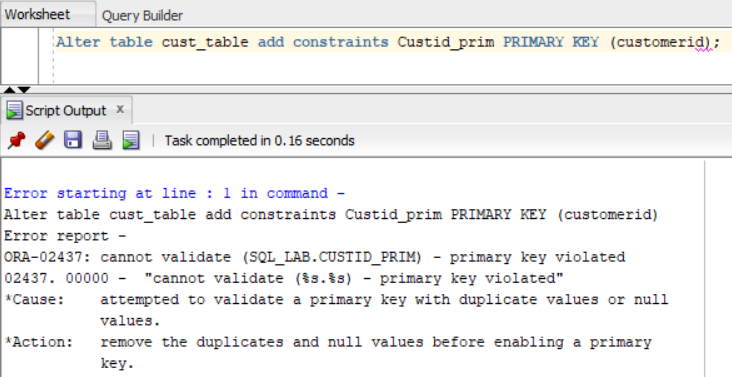 Worksheet Query Builder
Alter table cust_table add constraints Custid_prim PRIMARY KEY (customerid);
Script Output x
Task completed in 0.16 seconds
Error starting at line : 1 in command -
Alter table cust_table add constraints Custid_prim PRIMARY KEY (customerid)
Error report -
ORA-02437: cannot validate (SQL_LAB.CUSTID_PRIM) - primary key violated
02437. 00000 - "cannot validate (%s.%s) - primary key violated"
*Cause: attempted to validate a primary key with duplicate values or null
values.
*Action: remove the duplicates and null values before enabling a primary
key.